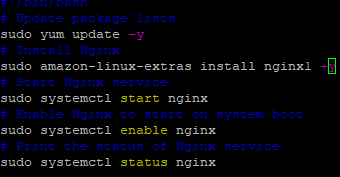 #//bin/bash
# Update package lists
sudo yum update -y
# Install Nginx
sudo amazon-linux-extras install nginxl -y
# Start Nginx service
sudo systemctl start nginx
# Enable Nginx to start on system boot
sudo systemctl enable nginx
# Print the status of Nginx service
sudo systemctl status nginx